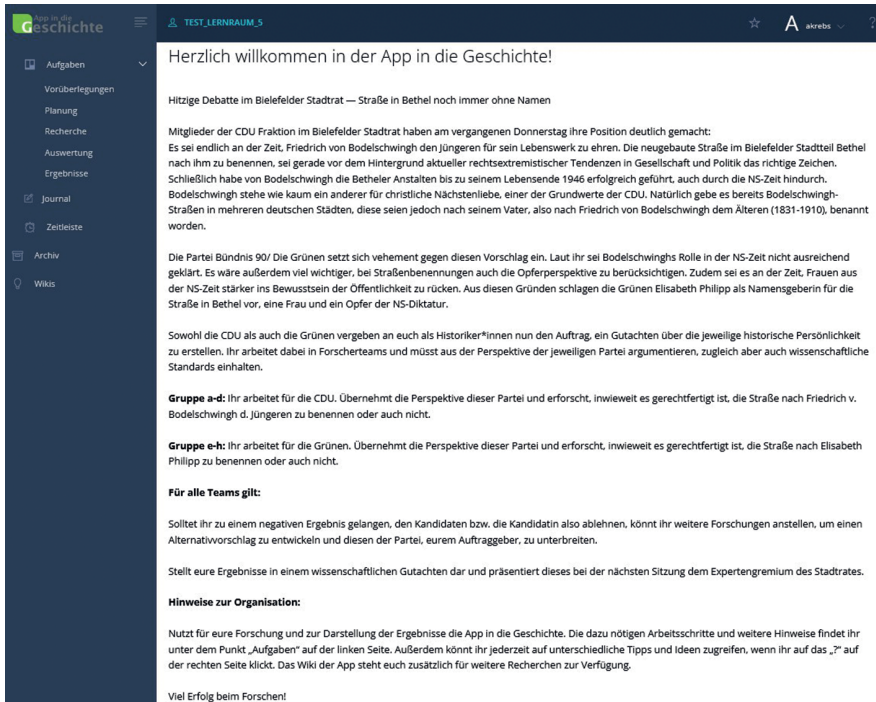 App in die
Geschichte
TEST_LERNRAUM_5
A akrebs
?
Aufgaben
Vorüberlegungen
Planung
Recherche
Auswertung
Ergebnisse
Journal
Zeitleiste
Archiv
Wikis
Herzlich willkommen in der App in die Geschichte!
Hitzige Debatte im Bielefelder Stadtrat — Straße in Bethel noch immer ohne Namen
Mitglieder der CDU Fraktion im Bielefelder Stadtrat haben am vergangenen Donnerstag ihre Position deutlich gemacht:
Es sei endlich an der Zeit, Friedrich von Bodelschwingh den Jüngeren für sein Lebenswerk zu ehren. Die neugebaute Straße im Bielefelder Stadtteil Bethel
nach ihm zu benennen, sei gerade vor dem Hintergrund aktueller rechtsextremistischer Tendenzen in Gesellschaft und Politik das richtige Zeichen.
Schließlich habe von Bodelschwingh die Betheler Anstalten bis zu seinem Lebensende 1946 erfolgreich geführt, auch durch die NS-Zeit hindurch.
Bodelschwingh stehe wie kaum ein anderer für christliche Nächstenliebe, einer der Grundwerte der CDU. Natürlich gebe es bereits Bodelschwingh-
Straßen in mehreren deutschen Städten, diese seien jedoch nach seinem Vater, also nach Friedrich von Bodelschwingh dem Älteren (1831-1910), benannt
worden.
Die Partei Bündnis 90/ Die Grünen setzt sich vehement gegen diesen Vorschlag ein. Laut ihr sei Bodelschwinghs Rolle in der NS-Zeit nicht ausreichend
geklärt. Es wäre außerdem viel wichtiger, bei Straßenbenennungen auch die Opferperspektive zu berücksichtigen. Zudem sei es an der Zeit, Frauen aus
der NS-Zeit stärker ins Bewusstsein der Öffentlichkeit zu rücken. Aus diesen Gründen schlagen die Grünen Elisabeth Philipp als Namensgeberin für die
Straße in Bethel vor, eine Frau und ein Opfer der NS-Diktatur.
Sowohl die CDU als auch die Grünen vergeben an euch als Historiker*innen nun den Auftrag, ein Gutachten über die jeweilige historische Persönlichkeit
zu erstellen. Ihr arbeitet dabei in Forscherteams und müsst aus der Perspektive der jeweiligen Partei argumentieren, zugleich aber auch wissenschaftliche
Standards einhalten.
Gruppe a-d: Ihr arbeitet für die CDU. Übernehmt die Perspektive dieser Partei und erforscht, inwieweit es gerechtfertigt ist, die Straße nach Friedrich v.
Bodelschwingh d. Jüngeren zu benennen oder auch nicht.
Gruppe e-h: Ihr arbeitet für die Grünen. Übernehmt die Perspektive dieser Partei und erforscht, inwieweit es gerechtfertigt ist, die Straße nach Elisabeth
Philipp zu benennen oder auch nicht.
Für alle Teams gilt:
Solltet ihr zu einem negativen Ergebnis gelangen, den Kandidaten bzw. die Kandidatin also ablehnen, könnt ihr weitere Forschungen anstellen, um einen
Alternativvorschlag zu entwickeln und diesen der Partei, eurem Auftraggeber, zu unterbreiten.
Stellt eure Ergebnisse in einem wissenschaftlichen Gutachten dar und präsentiert dieses bei der nächsten Sitzung dem Expertengremium des Stadtrates.
Hinweise zur Organisation:
Nutzt für eure Forschung und zur Darstellung der Ergebnisse die App in die Geschichte. Die dazu nötigen Arbeitsschritte und weitere Hinweise findet ihr
unter dem Punkt „Aufgaben" auf der linken Seite. Außerdem könnt ihr jederzeit auf unterschiedliche Tipps und Ideen zugreifen, wenn ihr auf das „?" auf
der rechten Seite klickt. Das Wiki der App steht euch zusätzlich für weitere Recherchen zur Verfügung.
Viel Erfolg beim Forschen!